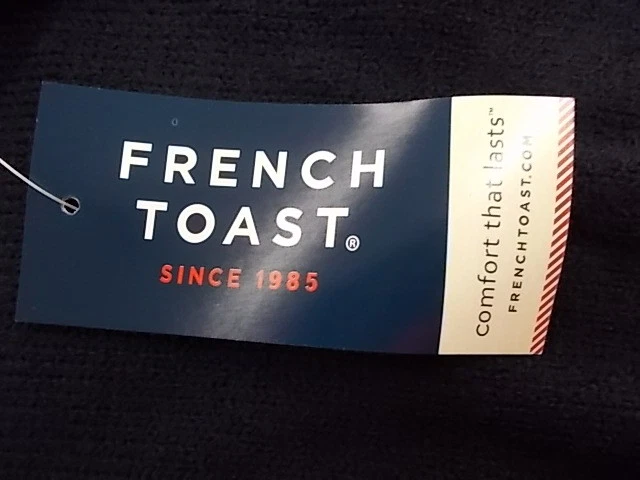 FRENCH
TOAST®
SINCE 1985
comfort that lasts™
FRENCHTOAST.COM